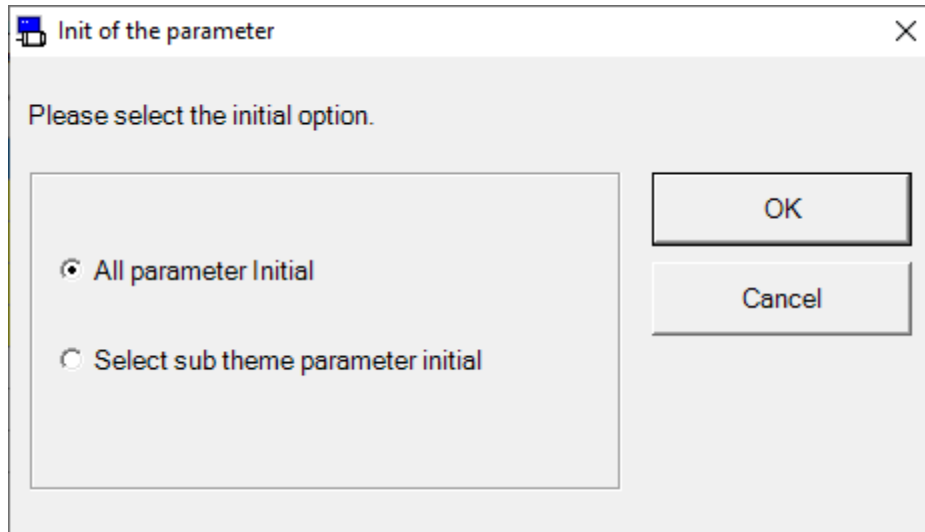 Init of the parameter
Please select the initial option.
All parameter Initial
Select sub theme parameter initial
OK
Cancel